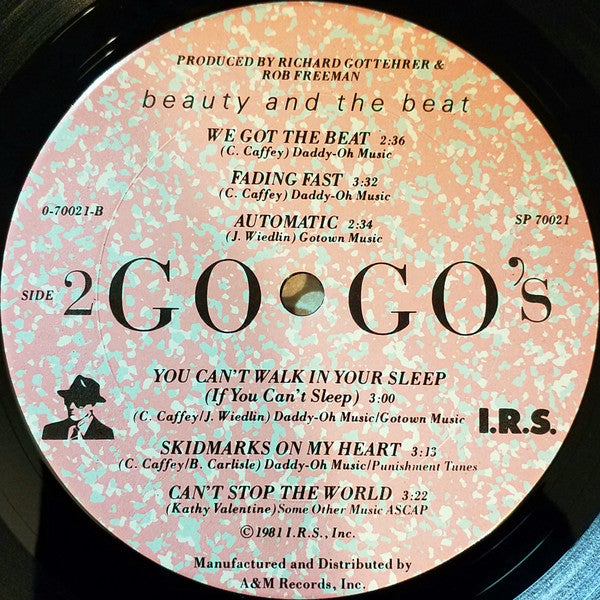 PRODUCED BY RICHARD GOTTEHRER &
ROB FREEMAN
beauty and the beat
WE GOT THE BEAT 2:36
(C. Caffey) Daddy-Oh Music
FADING FAST 3:32
(C. Caffey) Daddy-Oh Music
0-70021-B
AUTOMATIC 2:34
SP 70021
(J. Wiedlin) Gotown Music
SIDE 2 GO GO'S
YOU CAN'T WALK IN YOUR SLEEP
(If You Can't Sleep) 3:00
(C. Caffey/J. Wiedlin) Daddy-Oh Music/Gotown Music
I.R.S.
SKIDMARKS ON MY HEART 3:13
(C. Caffey/B. Carlisle) Daddy-Oh Music/Punishment Tunes
CAN'T STOP THE WORLD 3:22
(Kathy Valentine) Some Other Music ASCAP
©1981 I.R.S., Inc.
Manufactured and Distributed by
A&M Records, Inc.